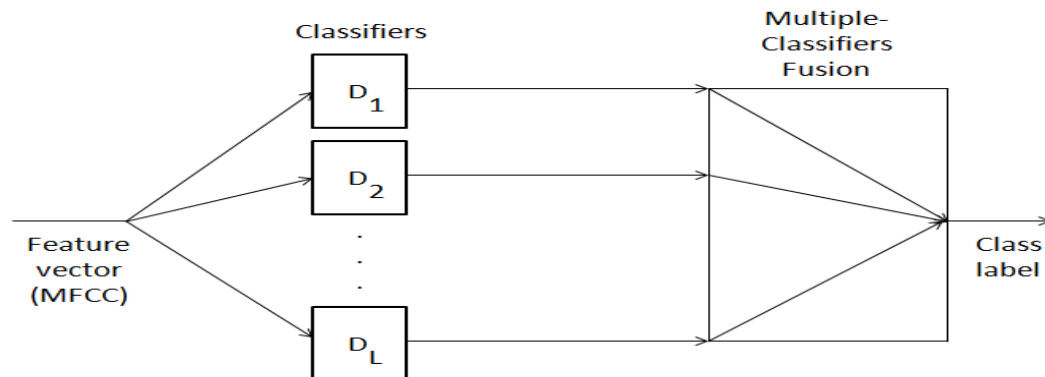 Classifiers
Multiple-
Classifiers
Fusion
D1
D2
.
.
.
DL
Feature
vector
(MFCC)
Class
label